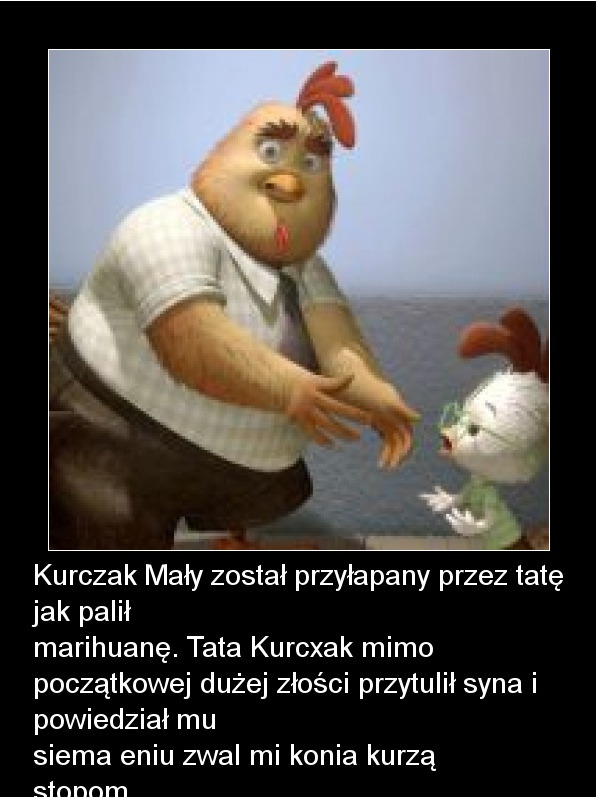 Kurczak Mały został przyłapany przez tatę
jak palił
marihuanę. Tata Kurcxak mimo
początkowej dużej złości przytulił syna i
powiedział mu
siema eniu zwal mi konia kurzą
stopom